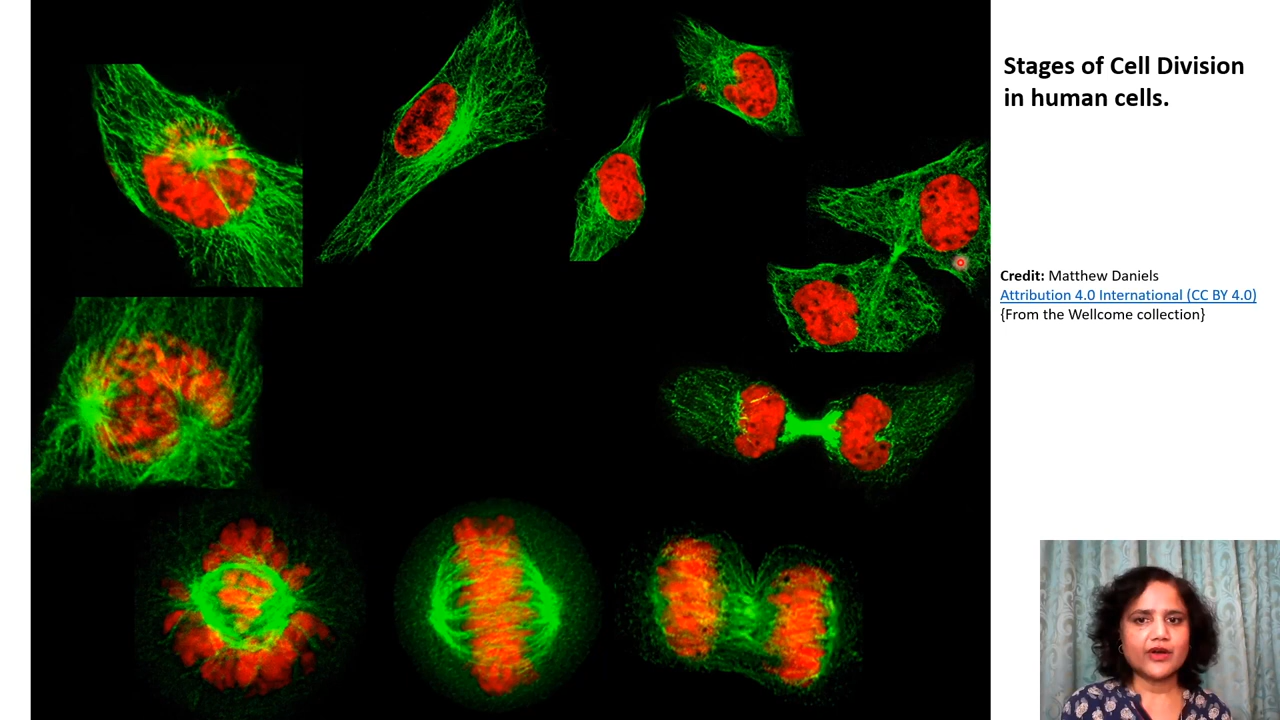 Stages of Cell Division
in human cells.
Credit: Matthew Daniels
Attribution 4.0 International (CC BY 4.0)
{From the Wellcome collection}